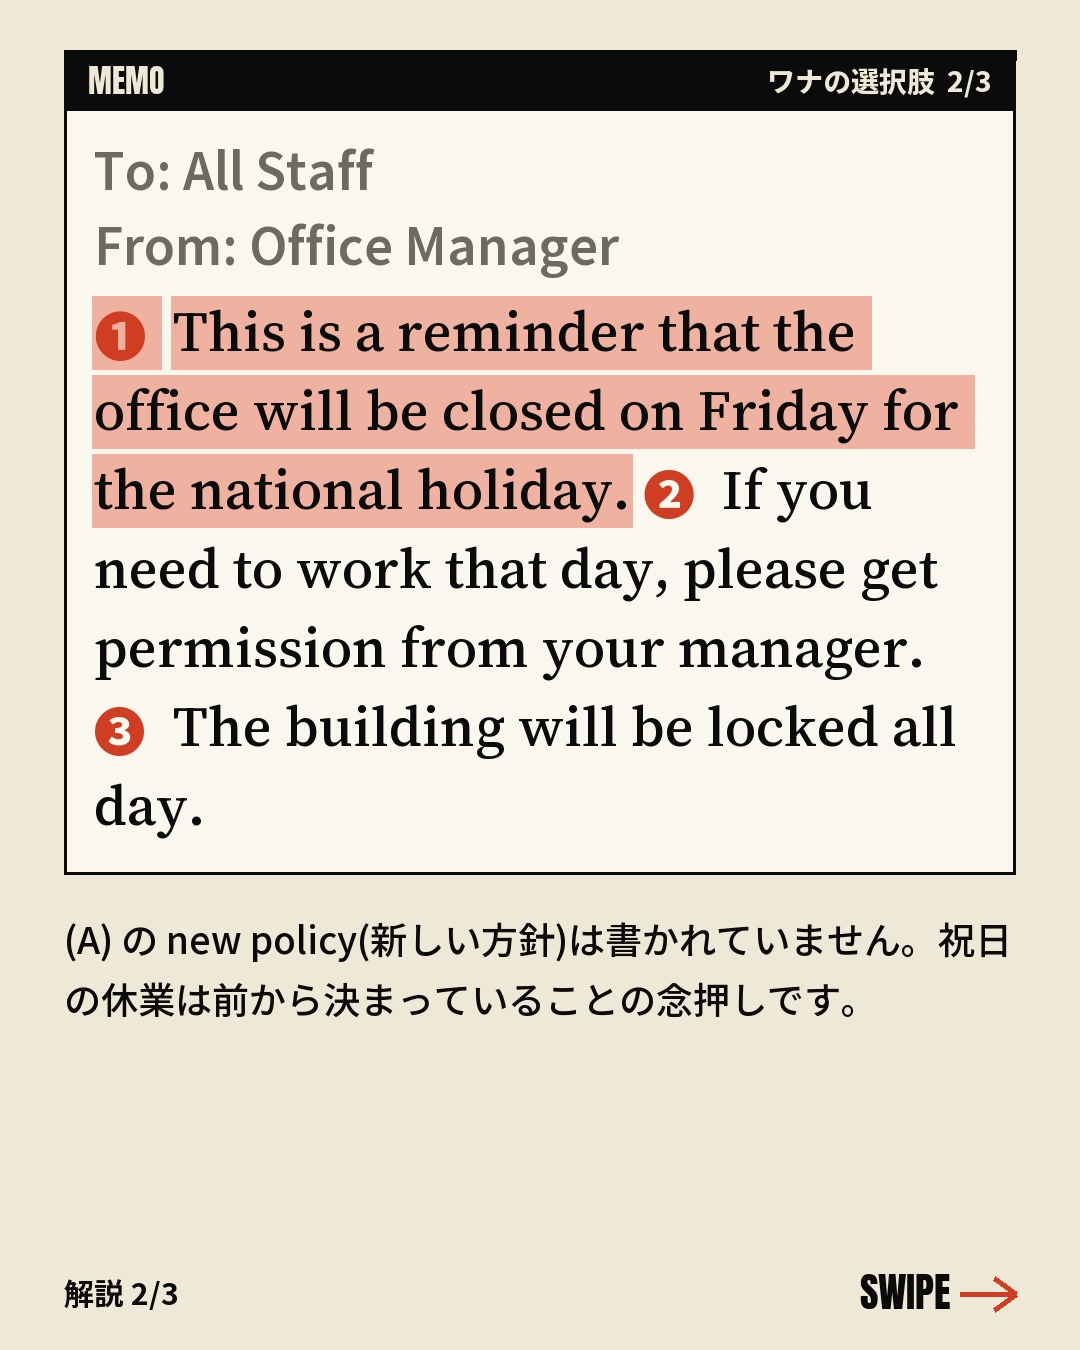 MEMO
ワナの選択肢 2/3
To: All Staff
From: Office Manager
❶ This is a reminder that the
office will be closed on Friday for
the national holiday. ❷ If you
need to work that day, please get
permission from your manager.
❸ The building will be locked all
day.
(A) の new policy(新しい方針)は書かれていません。祝日
の休業は前から決まっていることの念押しです。
解説 2/3
SWIPE →